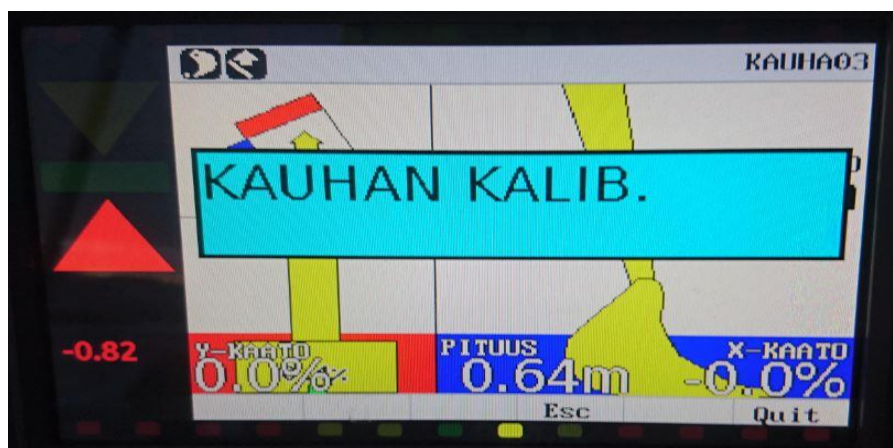 KAUHA03
KAUHAN KALIB.
-0.82
Y-KAATO
0.0%
PITUUS
0.64m
X-KAATO
-0.0%
Esc
Quit